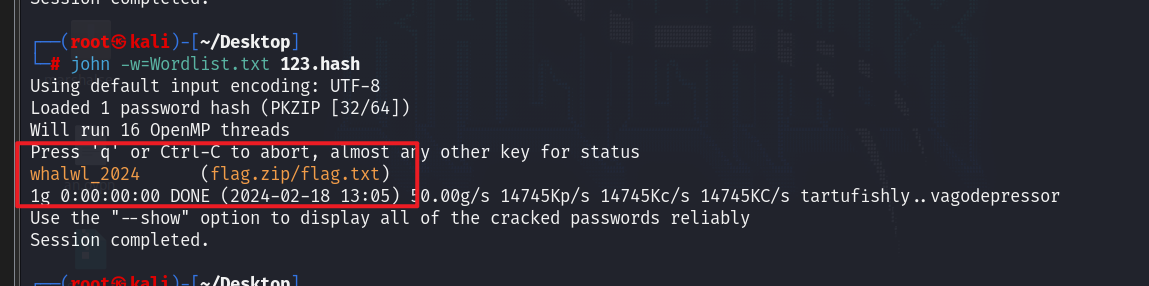 Session completed.
┌──(root㉿kali)-[~/Desktop]
└─# john -w=Wordlist.txt 123.hash
Using default input encoding: UTF-8
Loaded 1 password hash (PKZIP [32/64])
Will run 16 OpenMP threads
Press 'q' or Ctrl-C to abort, almost any other key for status
whalwl_2024      (flag.zip/flag.txt)
1g 0:00:00:00 DONE (2024-02-18 13:05) 50.00g/s 14745Kp/s 14745Kc/s 14745KC/s tartufishly..vagodepressor
Use the "--show" option to display all of the cracked passwords reliably
Session completed.
┌──(root㉿kali)-[~/Desktop]